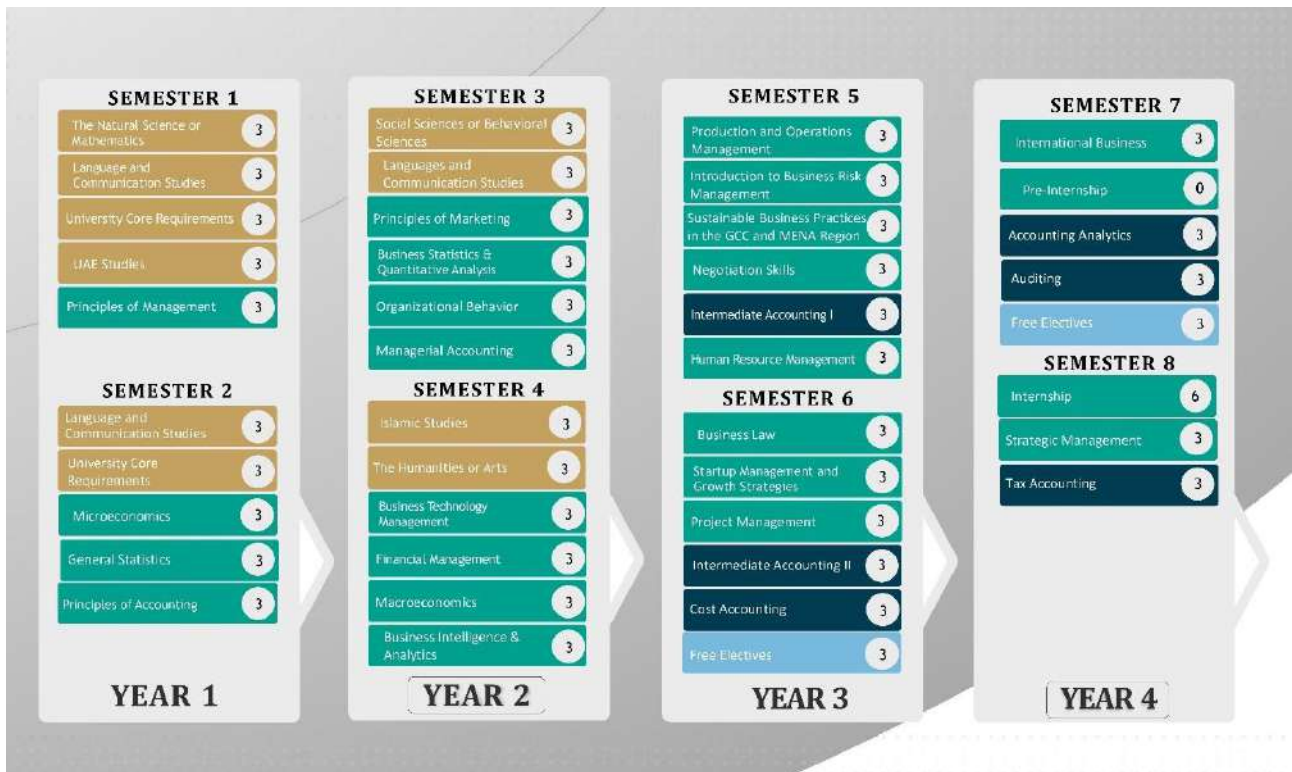 SEMESTER 1
The Natural Science or
Mathematics
3
Language and
Communication Studies
3
University Core Requirements
3
UAE Studies
3
Principles of Management
3
SEMESTER 2
Language and
Communication Studies
3
University Core
Requirements
3
Microeconomics
3
General Statistics
3
Principles of Accounting
3
YEAR 1
SEMESTER 3
Social Sciences or Behavioral
Sciences
3
Languages and
Communication Studies
3
Principles of Marketing
3
Business Statistics &
Quantitative Analysis
3
Organizational Behavior
3
Managerial Accounting
3
SEMESTER 4
Islamic Studies
3
The Humanities or Arts
3
Business Technology
Management
3
Financial Management
3
Macroeconomics
3
Business Intelligence &
Analytics
3
YEAR 2
SEMESTER 5
Production and Operations
Management
3
Introduction to Business Risk
Management
3
Sustainable Business Practices
in the GCC and MENA Region
3
Negotiation Skills
3
Intermediate Accounting I
3
Human Resource Management
3
SEMESTER 6
Business Law
3
Startup Management and
Growth Strategies
3
Project Management
3
Intermediate Accounting II
3
Cost Accounting
3
Free Electives
3
YEAR 3
SEMESTER 7
International Business
3
Pre-Internship
0
Accounting Analytics
3
Auditing
3
Free Electives
3
SEMESTER 8
Internship
6
Strategic Management
3
Tax Accounting
3
YEAR 4